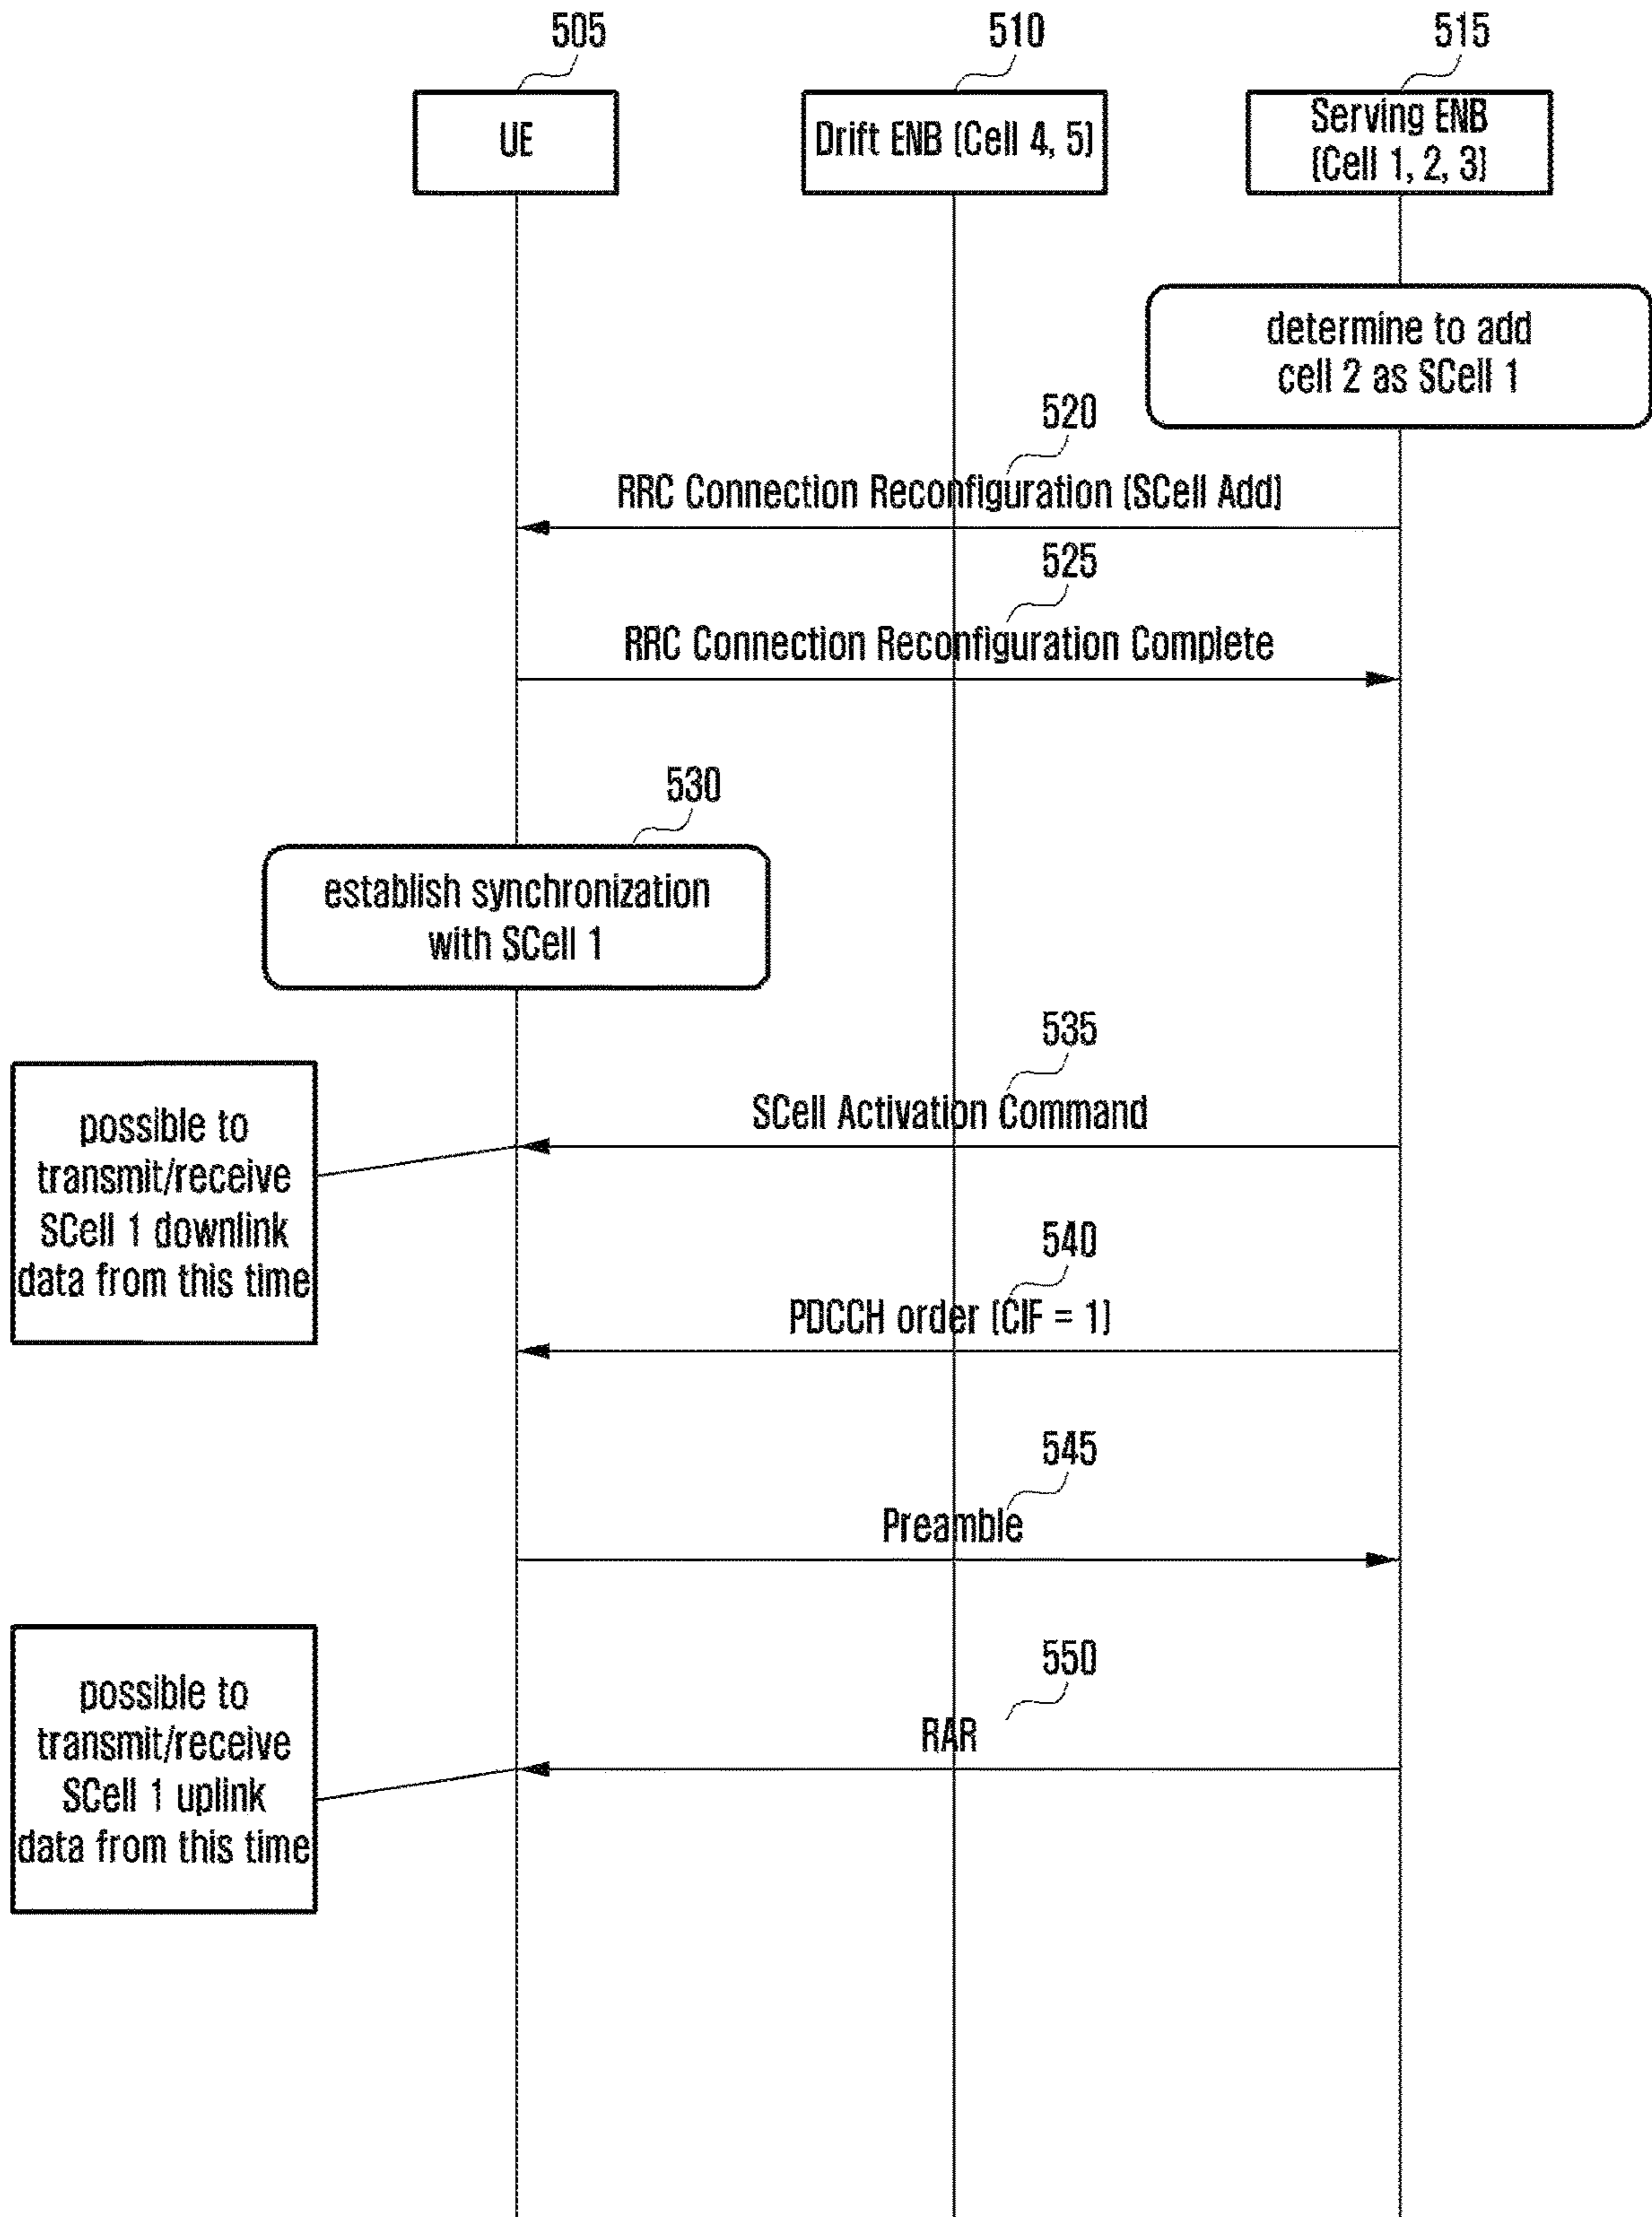 505
510
515
UE
Drift ENB (Cell 4, 5)
Serving ENB
(Cell 1, 2, 3)
determine to add
cell 2 as SCell 1
520
RRC Connection Reconfiguration (SCell Add)
525
RRC Connection Reconfiguration Complete
530
establish synchronization
with SCell 1
535
SCell Activation Command
possible to
transmit/receive
SCell 1 downlink
data from this time
540
PDCCH order (CIF = 1)
545
Preamble
550
RAR
possible to
transmit/receive
SCell 1 uplink
data from this time